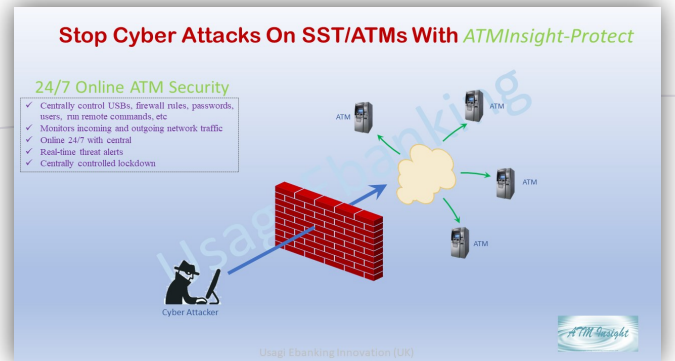 Stop Cyber Attacks On SST/ATMs With ATMInsight-Protect
24/7 Online ATM Security
✓ Centrally control USBs, firewall rules, passwords,
users, run remote commands, etc
✓ Monitors incoming and outgoing network traffic
✓ Online 24/7 with central
✓ Real-time threat alerts
✓ Centrally controlled lockdown
ATM
ATM
ATM
ATM
Cyber Attacker
Usagi Ebanking
ATM Insight
Usagi Ebanking Innovation (UK)